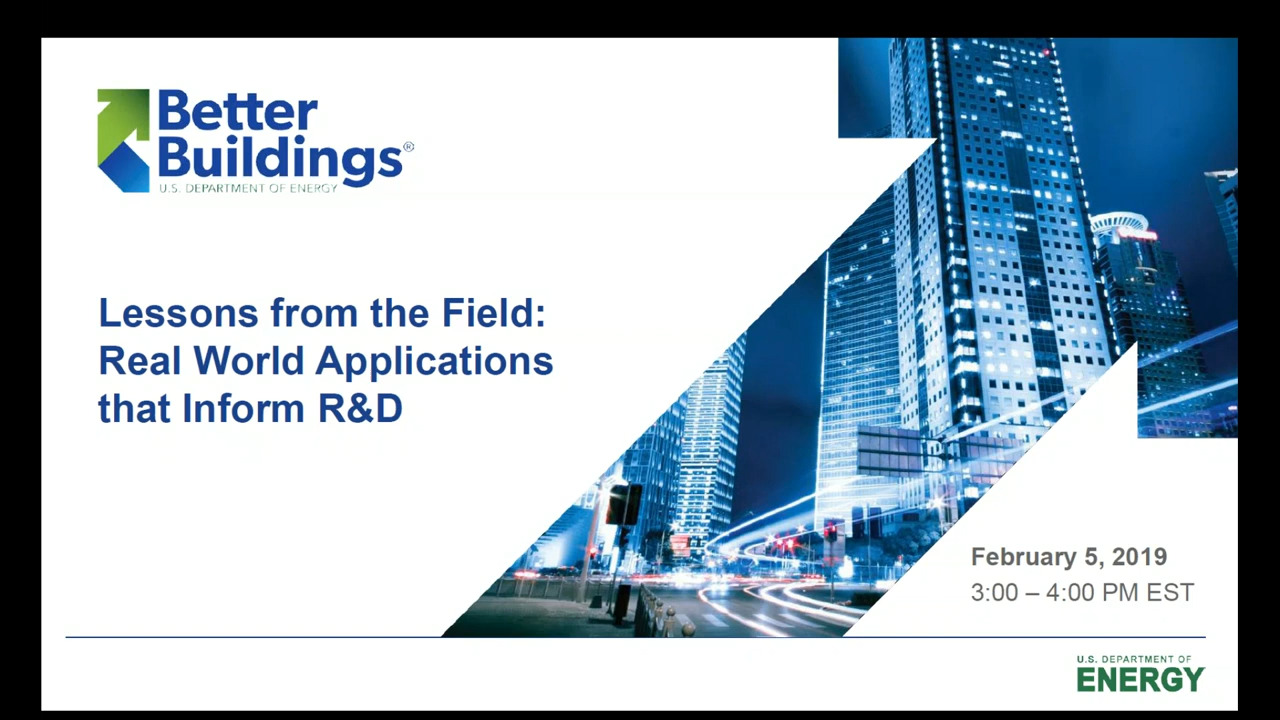 Better
Buildings®
U.S. DEPARTMENT OF ENERGY
Lessons from the Field:
Real World Applications
that Inform R&D
February 5, 2019
3:00 – 4:00 PM EST
U.S. DEPARTMENT OF
ENERGY